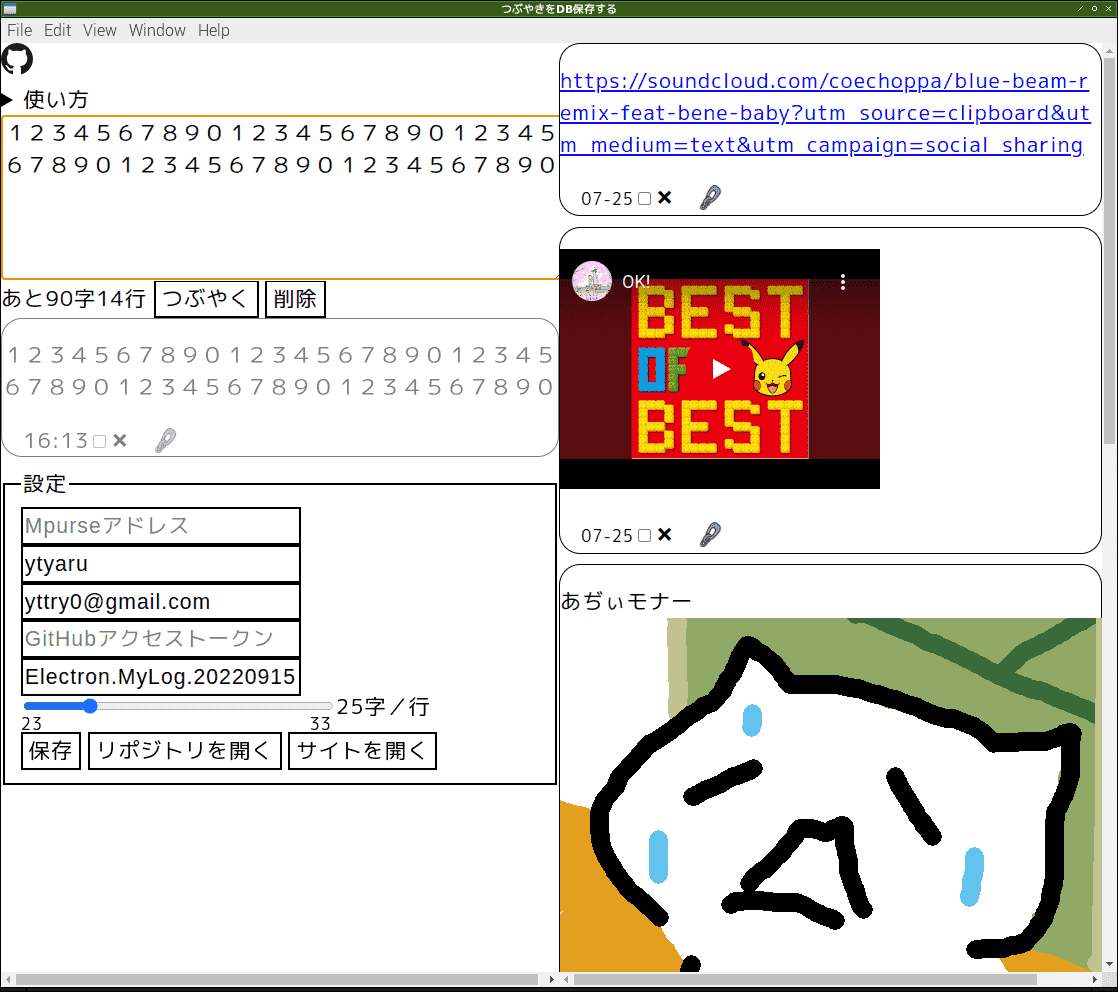 つぶやきをDB保存する
File Edit View Window Help
使い方
1234567890123456789012345
6789012345678901234567890
あと90字14行 つぶやく 削除
1234567890123456789012345
6789012345678901234567890
16:13
設定
Mpurseアドレス
ytyaru
yttry0@gmail.com
GitHubアクセストークン
Electron.MyLog.20220915
25字／行
23 33
保存 リポジトリを開く サイトを開く
https://soundcloud.com/coechoppa/blue-beam-r
emix-feat-bene-baby?utm_source=clipboard&ut
m_medium=text&utm_campaign=social_sharing
07-25
OK!
BEST
OF
BEST
07-25
あぢぃモナー